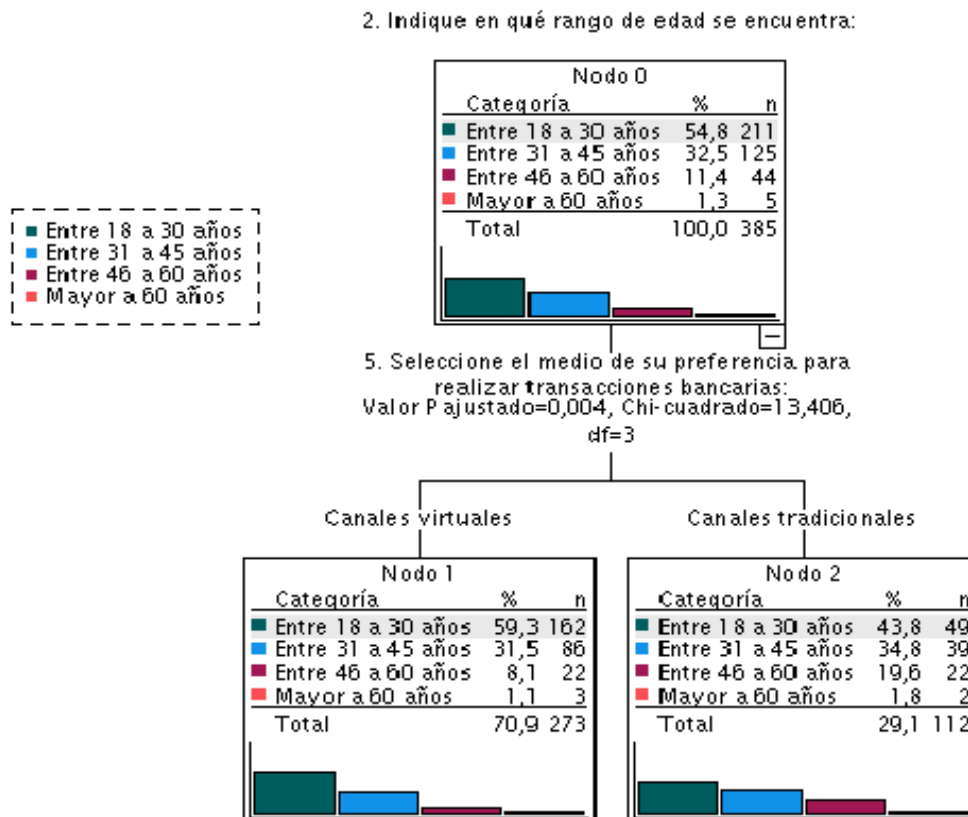 2. Indique en qué rango de edad se encuentra:
Nodo 0
Categoría % n
Entre 18 a 30 años 54,8 211
Entre 31 a 45 años 32,5 125
Entre 46 a 60 años 11,4 44
Mayor a 60 años 1,3 5
Total 100,0 385
Entre 18 a 30 años
Entre 31 a 45 años
Entre 46 a 60 años
Mayor a 60 años
5. Seleccione el medio de su preferencia para
realizar transacciones bancarias:
Valor P ajustado=0,004, Chi-cuadrado=13,406,
df=3
Canales virtuales
Canales tradicionales
Nodo 1
Categoría % n
Entre 18 a 30 años 59,3 162
Entre 31 a 45 años 31,5 86
Entre 46 a 60 años 8,1 22
Mayor a 60 años 1,1 3
Total 70,9 273
Nodo 2
Categoría % n
Entre 18 a 30 años 43,8 49
Entre 31 a 45 años 34,8 39
Entre 46 a 60 años 19,6 22
Mayor a 60 años 1,8 2
Total 29,1 112